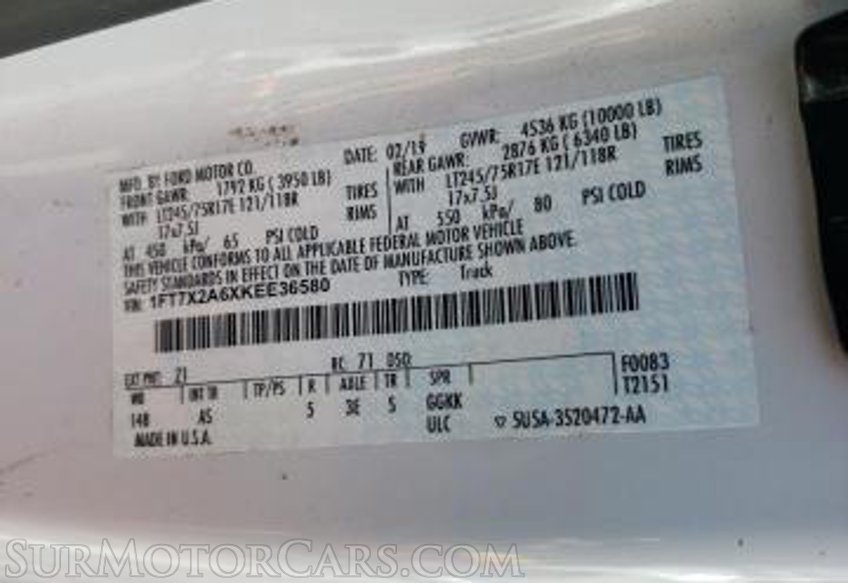 MFD. BY FORD MOTOR CO. DATE: 02/19 GVWR: 4536 KG (10000 LB)
FRONT GAWR: 1792 KG (3950 LB) REAR GAWR: 2876 KG (6340 LB)
WITH LT245/75R17E 121/118R TIRES WITH LT245/75R17E 121/118R TIRES
17x7.5J RIMS 17x7.5J RIMS
AT 450 kPa/ 65 PSI COLD AT 550 kPa/ 80 PSI COLD
THIS VEHICLE CONFORMS TO ALL APPLICABLE FEDERAL MOTOR VEHICLE
SAFETY STANDARDS IN EFFECT ON THE DATE OF MANUFACTURE SHOWN ABOVE.
VIN: 1FT7X2A6XKEE36580 TYPE: Truck
EXT PNT: Z1 RC: 71 DSO: F0083
WB INT TR TP/PS R AXLE TR SPR T2151
148 AS 5 3E S GGKK
MADE IN U.S.A. ULC 5USA-3520472-AA
SURMOTORCARS.COM